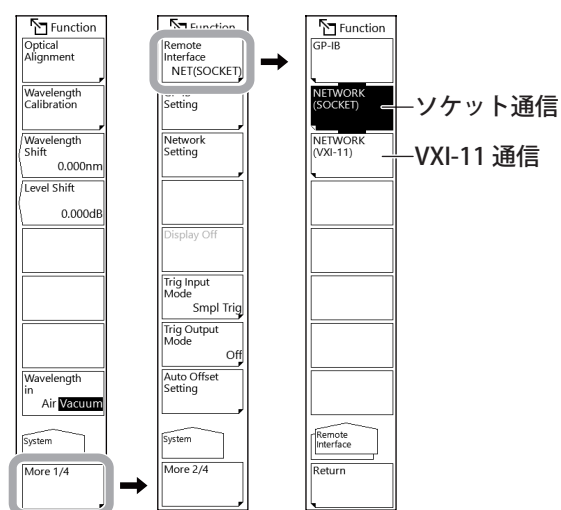 Function
Optical
Alignment
Wavelength
Calibration
Wavelength
Shift
0.000nm
Level Shift
0.000dB
Wavelength
in
Air Vacuum
System
More 1/4
Function
Remote
Interface
NET(SOCKET)
GP-IB
Setting
Network
Setting
Display Off
Trig Input
Mode
Smpl Trig
Trig Output
Mode
Off
Auto Offset
Setting
System
More 2/4
Function
GP-IB
NETWORK
(SOCKET)
NETWORK
(VXI-11)
Remote
Interface
Return
ソケット通信
VXI-11 通信